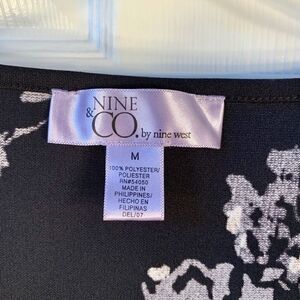 NINE
& CO. by nine west
M
100% POLYESTER/
POLIESTER
RN#54050
MADE IN
PHILIPPINES/
HECHO EN
FILIPINAS
DEL/07